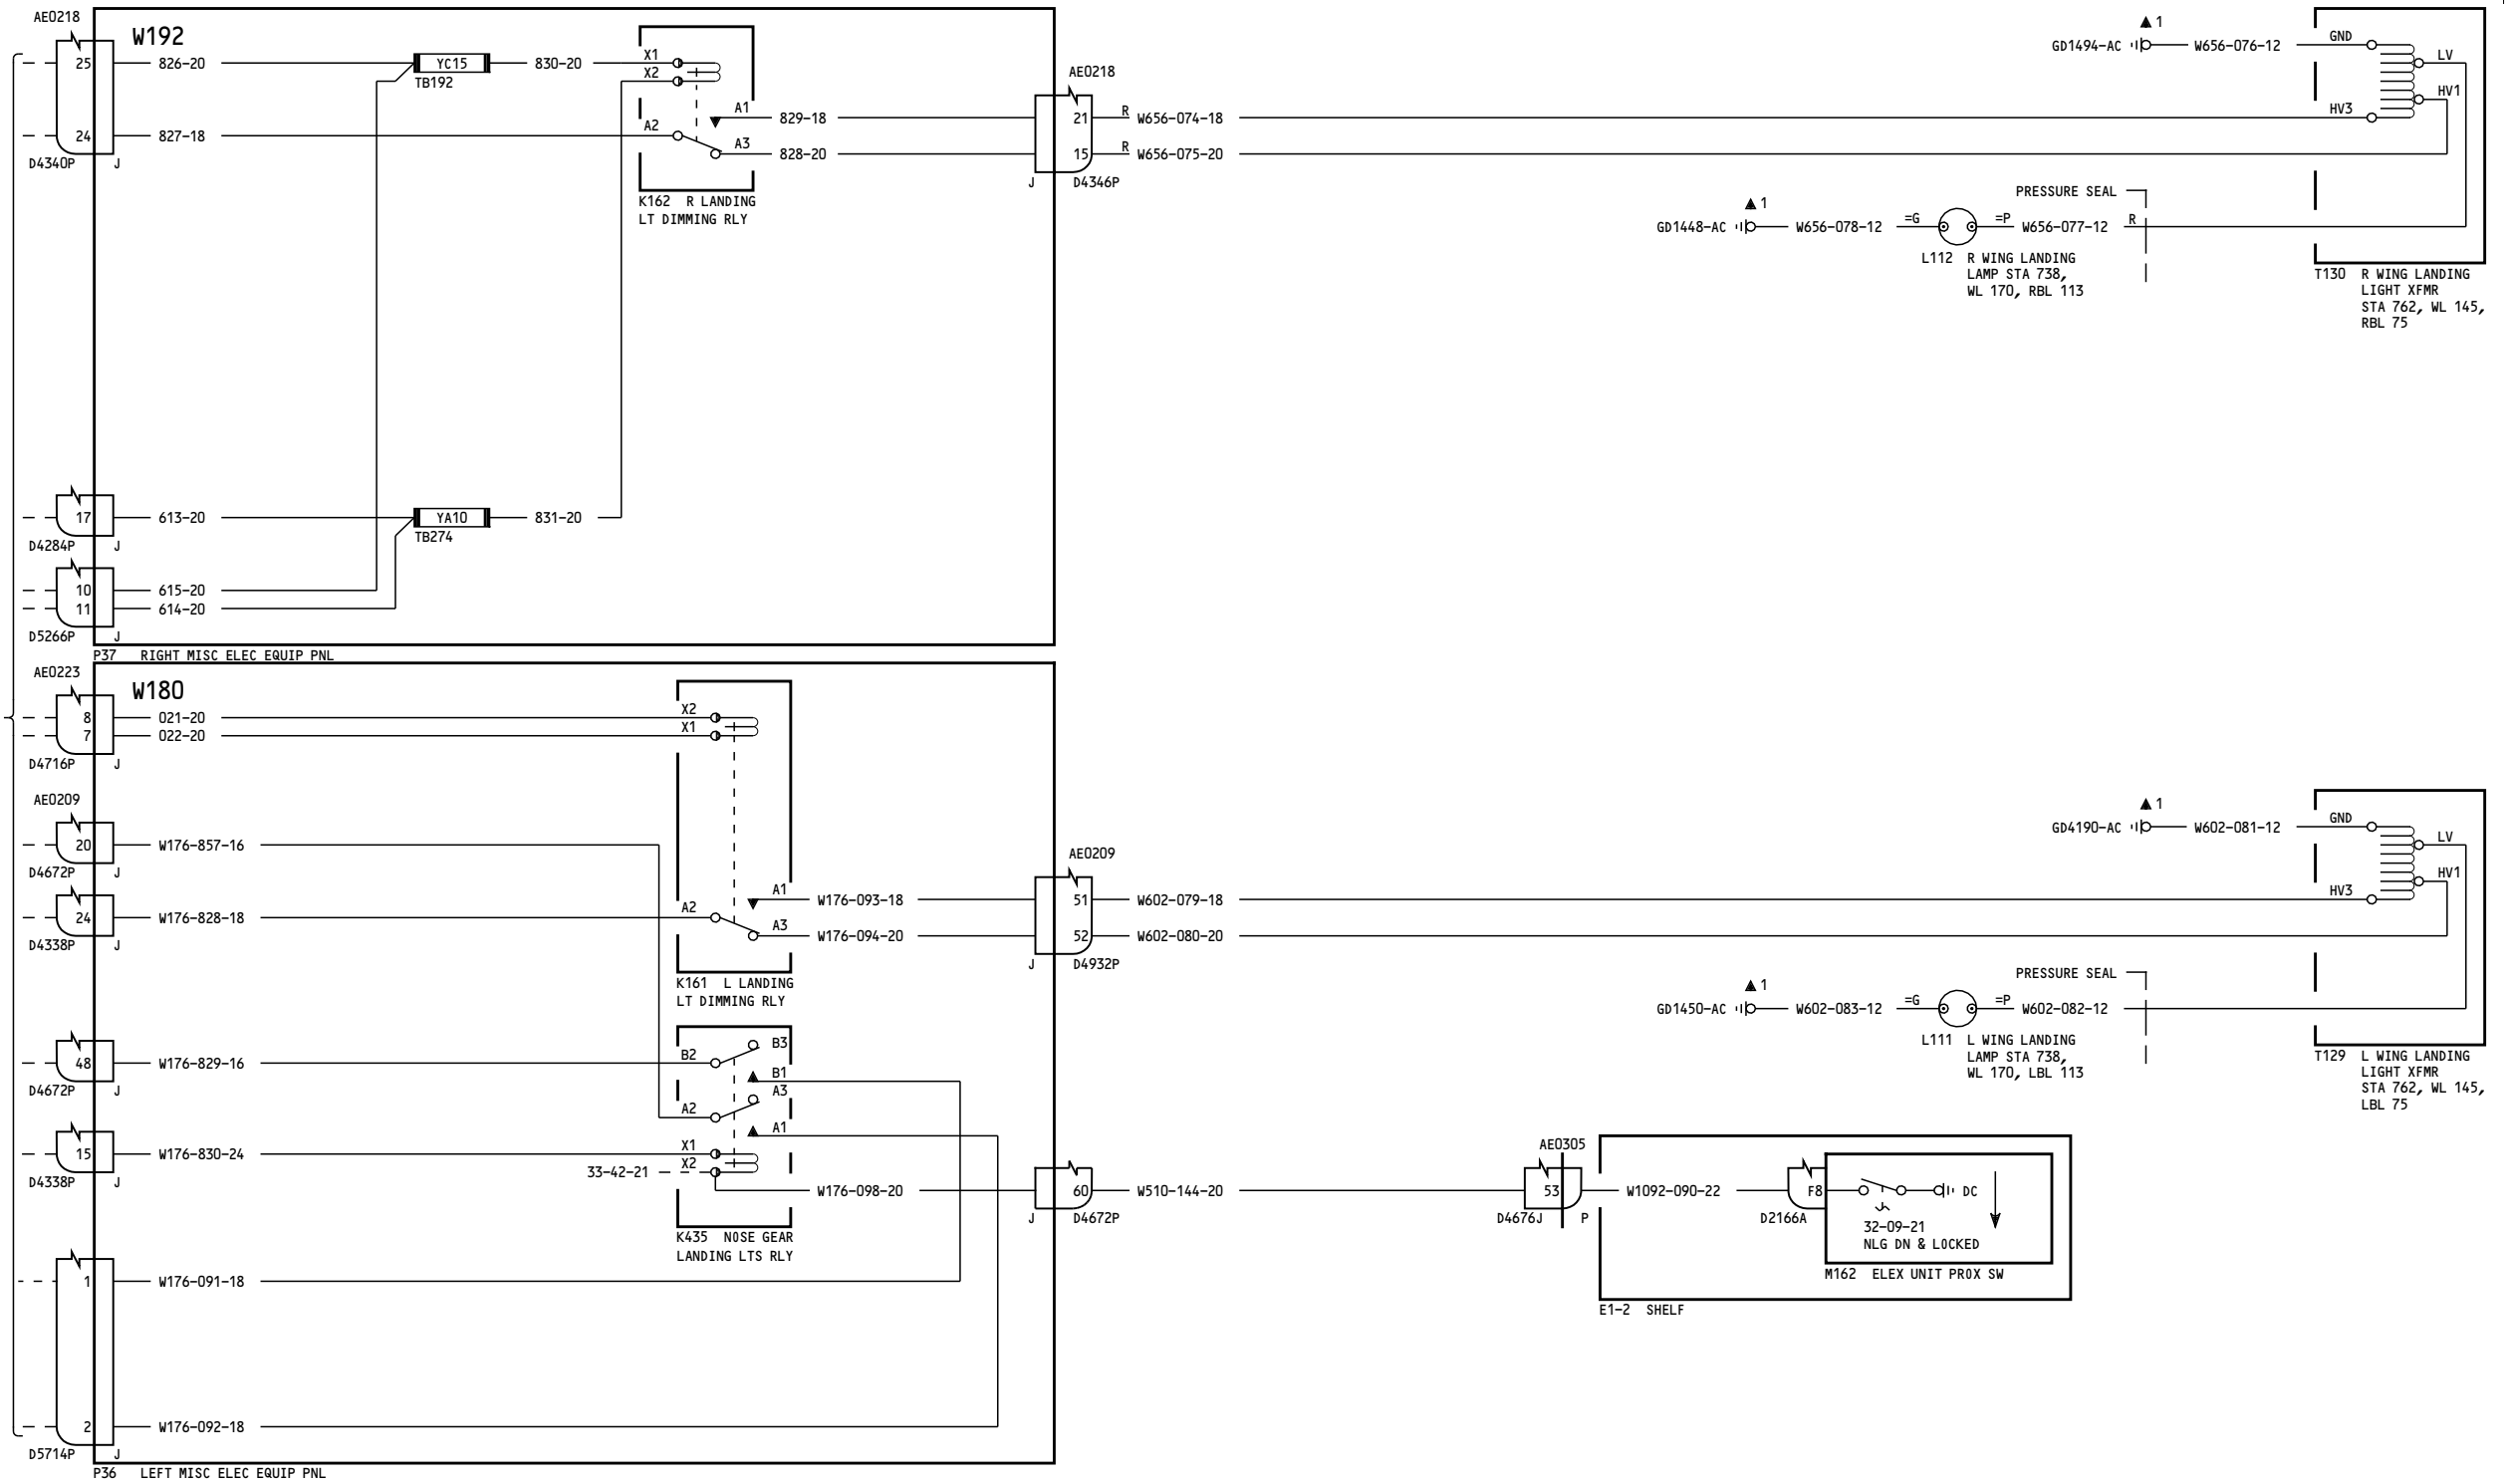 AE0218
W192
25
826-20
YC15
TB192
830-20
X1
X2
24
827-18
A2
A1
829-18
A3
828-20
D4340P
J
K162 R LANDING
LT DIMMING RLY
AE0218
21
R
W656-074-18
15
R
W656-075-20
J
D4346P
▲ 1
GD1494-AC
W656-076-12
GND
LV
HV1
HV3
PRESSURE SEAL
▲ 1
GD1448-AC
W656-078-12
=G
=P
W656-077-12
R
L112 R WING LANDING
LAMP STA 738,
WL 170, RBL 113
T130 R WING LANDING
LIGHT XFMR
STA 762, WL 145,
RBL 75
17
613-20
YA10
TB274
831-20
D4284P
J
10
615-20
11
614-20
D5266P
J
P37 RIGHT MISC ELEC EQUIP PNL
AE0223
W180
8
021-20
X2
7
022-20
X1
D4716P
J
AE0209
20
W176-857-16
D4672P
J
24
W176-828-18
A2
A1
W176-093-18
A3
W176-094-20
D4338P
J
K161 L LANDING
LT DIMMING RLY
AE0209
51
W602-079-18
52
W602-080-20
J
D4932P
▲ 1
GD4190-AC
W602-081-12
GND
LV
HV1
HV3
PRESSURE SEAL
▲ 1
GD1450-AC
W602-083-12
=G
=P
W602-082-12
L111 L WING LANDING
LAMP STA 738,
WL 170, LBL 113
T129 L WING LANDING
LIGHT XFMR
STA 762, WL 145,
LBL 75
48
W176-829-16
B2
B3
B1
A3
A2
A1
D4672P
J
15
W176-830-24
X1
X2
33-42-21
D4338P
J
W176-098-20
K435 NOSE GEAR
LANDING LTS RLY
60
W510-144-20
J
D4672P
AE0305
53
D4676J
P
W1092-090-22
F8
D2166A
DC
32-09-21
NLG DN & LOCKED
M162 ELEX UNIT PROX SW
E1-2 SHELF
1
W176-091-18
2
W176-092-18
D5714P
J
P36 LEFT MISC ELEC EQUIP PNL